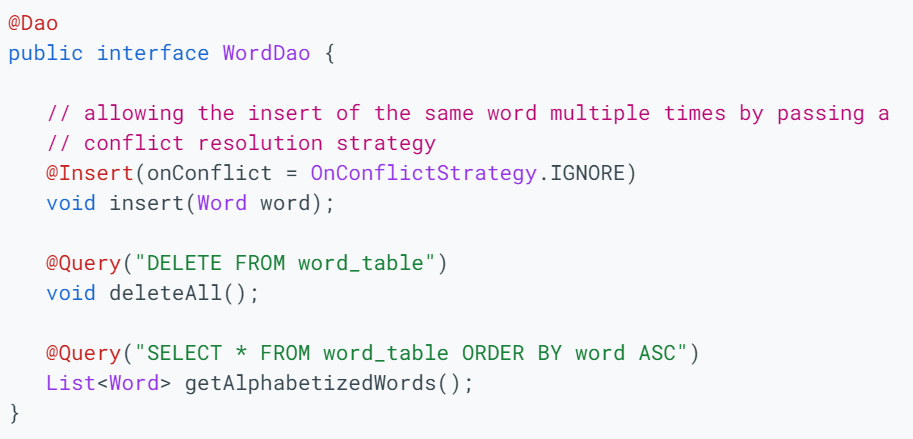 @Dao
public interface WordDao {
// allowing the insert of the same word multiple times by passing a
// conflict resolution strategy
@Insert(onConflict = OnConflictStrategy.IGNORE)
void insert(Word word);
@Query("DELETE FROM word_table")
void deleteAll();
@Query("SELECT * FROM word_table ORDER BY word ASC")
List<Word> getAlphabetizedWords();
}